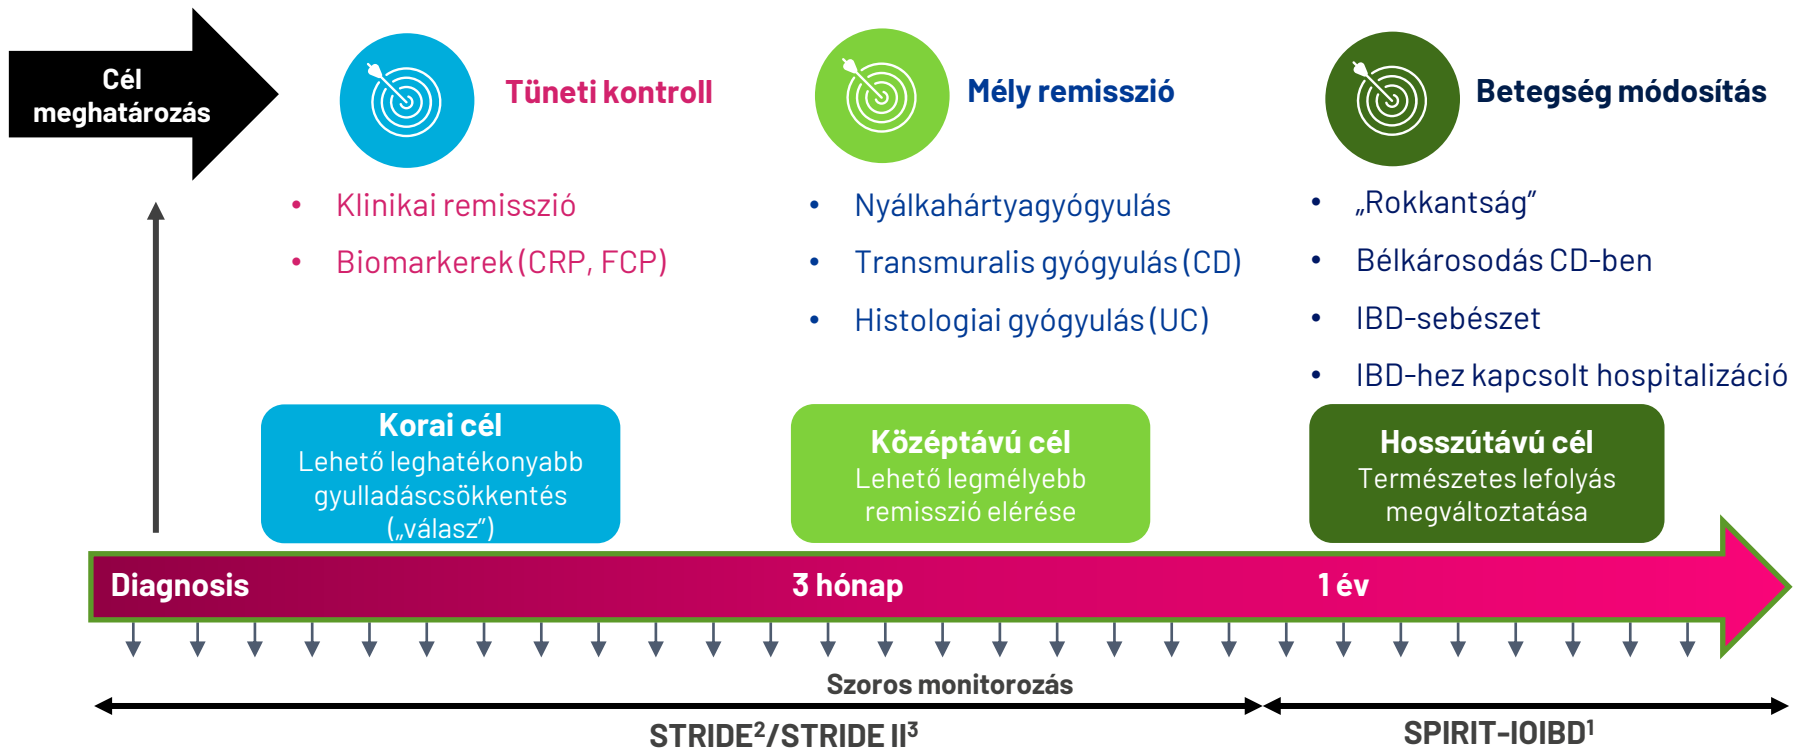 Cél
meghatározás
Tüneti kontroll
• Klinikai remisszió
• Biomarkerek (CRP, FCP)
Mély remisszió
• Nyálkahártyagyógyulás
• Transmuralis gyógyulás (CD)
• Histologiai gyógyulás (UC)
Betegség módosítás
• „Rokkantság”
• Bélkárosodás CD-ben
• IBD-sebészet
• IBD-hez kapcsolt hospitalizáció
Korai cél
Lehető leghatékonyabb
gyulladáscsökkentés
(„válasz”)
Középtávú cél
Lehető legmélyebb
remisszió elérése
Hosszútávú cél
Természetes lefolyás
megváltoztatása
Diagnosis
3 hónap
1 év
Szoros monitorozás
STRIDE²/STRIDE II³
SPIRIT-IOIBD¹